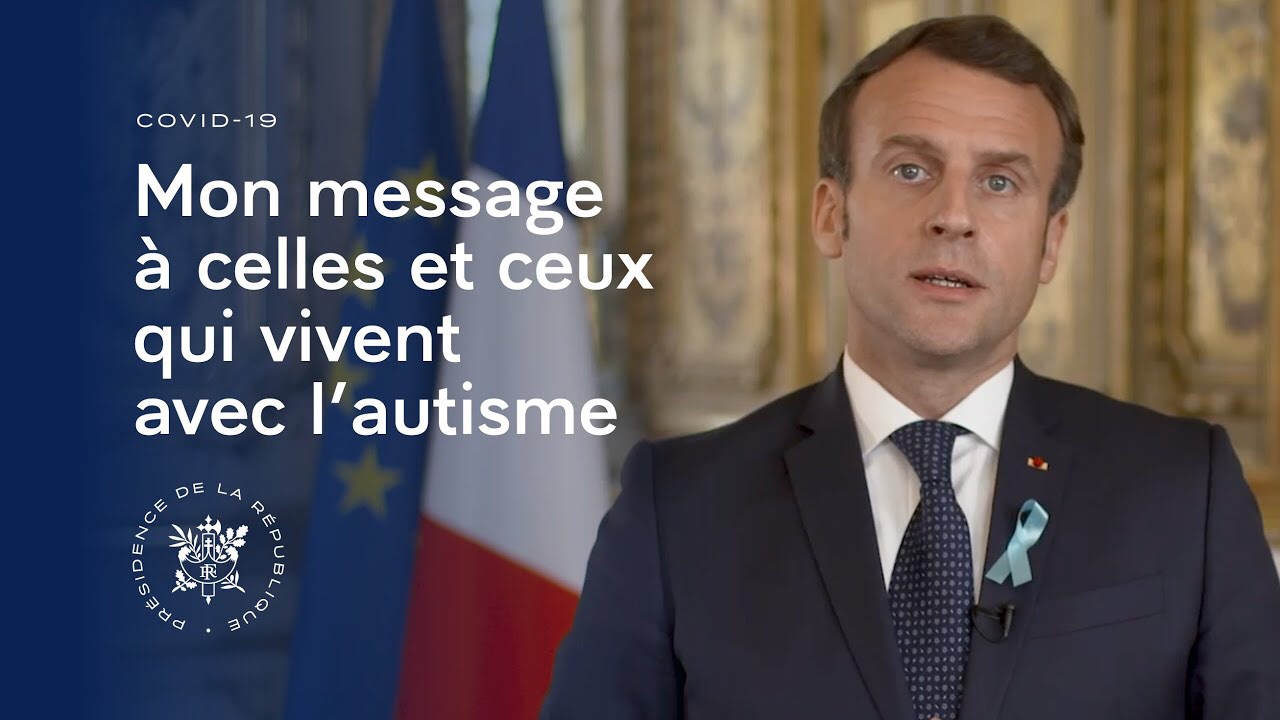 COVID-19
Mon message
à celles et ceux
qui vivent
avec l’autisme
PRÉSIDENCE DE LA RÉPUBLIQUE •
RF